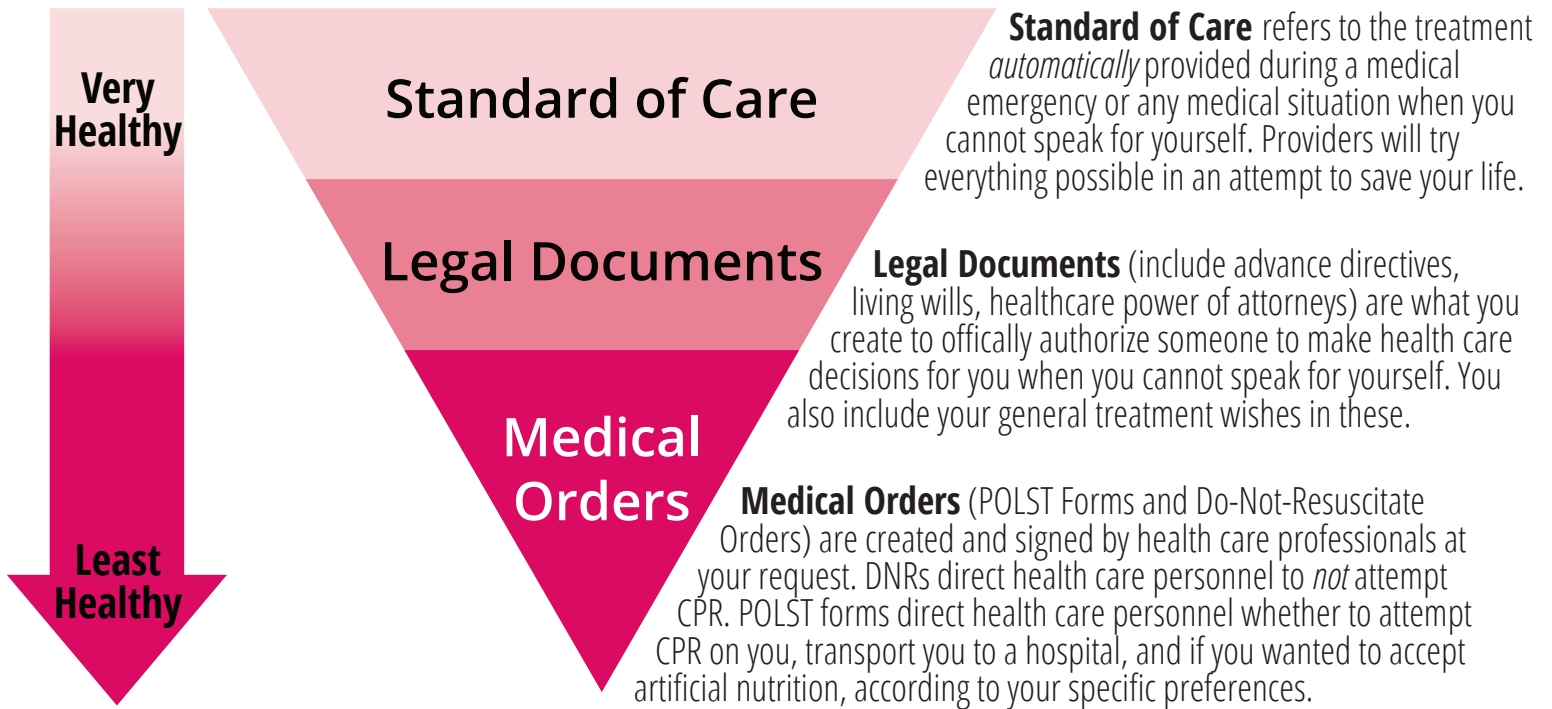 Very
Healthy
Least
Healthy
Standard of Care
Legal Documents
Medical
Orders
Standard of Care refers to the treatment
automatically provided during a medical
emergency or any medical situation when you
cannot speak for yourself. Providers will try
everything possible in an attempt to save your life.
Legal Documents (include advance directives,
living wills, healthcare power of attorneys) are what you
create to offically authorize someone to make health care
decisions for you when you cannot speak for yourself. You
also include your general treatment wishes in these.
Medical Orders (POLST Forms and Do-Not-Resuscitate
Orders) are created and signed by health care professionals at
your request. DNRs direct health care personnel to not attempt
CPR. POLST forms direct health care personnel whether to attempt
CPR on you, transport you to a hospital, and if you wanted to accept
artificial nutrition, according to your specific preferences.